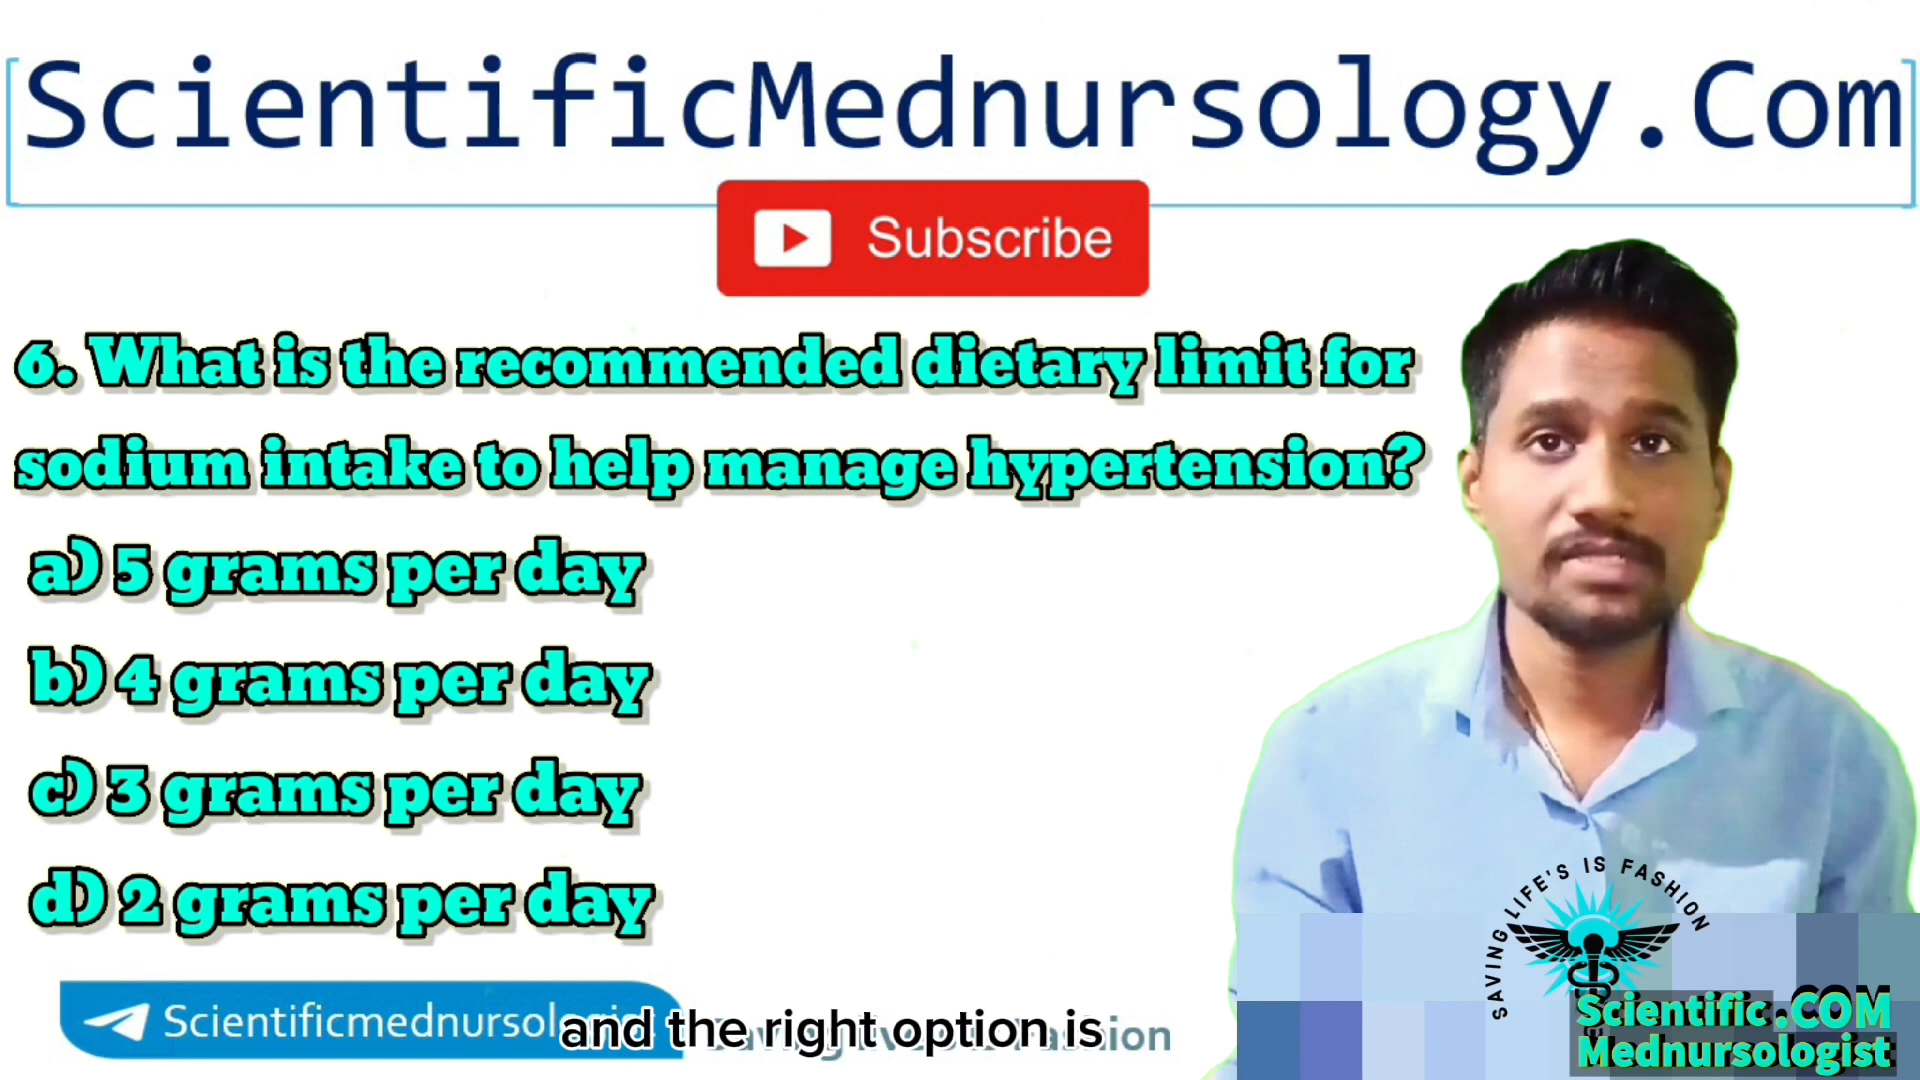 ScientificMednursology.Com
Subscribe
6. What is the recommended dietary limit for
sodium intake to help manage hypertension?
a) 5 grams per day
b) 4 grams per day
c) 3 grams per day
d) 2 grams per day
SAVING LIFE'S IS FASHION
Scientific.COM
Mednursologist
and the right option is